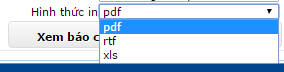 Hình thức in pdf
pdf
Xem báo c
rtf
xls